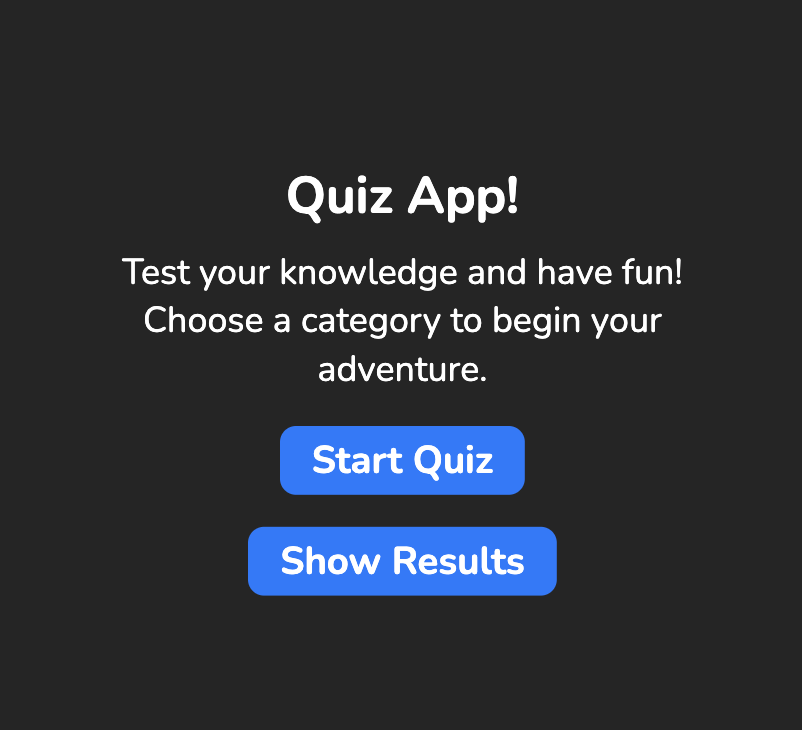 Quiz App!
Test your knowledge and have fun!
Choose a category to begin your
adventure.
Start Quiz
Show Results